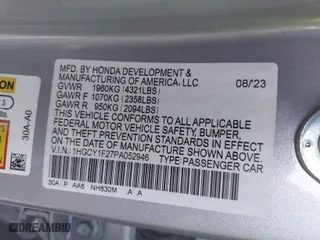 MFD. BY HONDA DEVELOPMENT &
MANUFACTURING OF AMERICA, LLC
08/23
GVWR 1960KG (4321LBS)
GAWR F 1070KG (2358LBS)
GAWR R 950KG (2094LBS)
THIS VEHICLE CONFORMS TO ALL APPLICABLE
FEDERAL MOTOR VEHICLE SAFETY, BUMPER,
AND THEFT PREVENTION STANDARDS IN EFFECT
ON THE DATE OF MANUFACTURE SHOWN ABOVE.
V.I.N.: 1HGCY1F27PA052946 TYPE:PASSENGER CAR
30A P AA6 NH830M A A
30A-A0
DREAMBID.COM